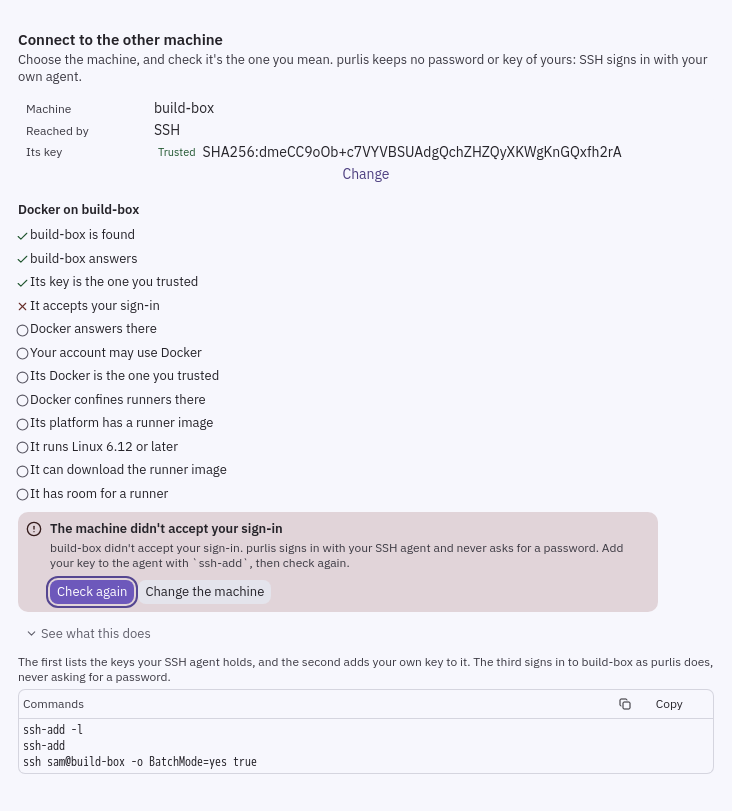 Connect to the other machine
Choose the machine, and check it's the one you mean. purlis keeps no password or key of yours: SSH signs in with your
own agent.
Machine build-box
Reached by SSH
Its key Trusted SHA256:dmeCC9oOb+c7VYVBSUAdgQchZHZQyXKWgKnGQxfh2rA
Change
Docker on build-box
build-box is found
build-box answers
Its key is the one you trusted
It accepts your sign-in
Docker answers there
Your account may use Docker
Its Docker is the one you trusted
Docker confines runners there
Its platform has a runner image
It runs Linux 6.12 or later
It can download the runner image
It has room for a runner
The machine didn't accept your sign-in
build-box didn't accept your sign-in. purlis signs in with your SSH agent and never asks for a password. Add
your key to the agent with `ssh-add`, then check again.
Check again Change the machine
See what this does
The first lists the keys your SSH agent holds, and the second adds your own key to it. The third signs in to build-box as purlis does,
never asking for a password.
Commands Copy
ssh-add -l
ssh-add
ssh sam@build-box -o BatchMode=yes true